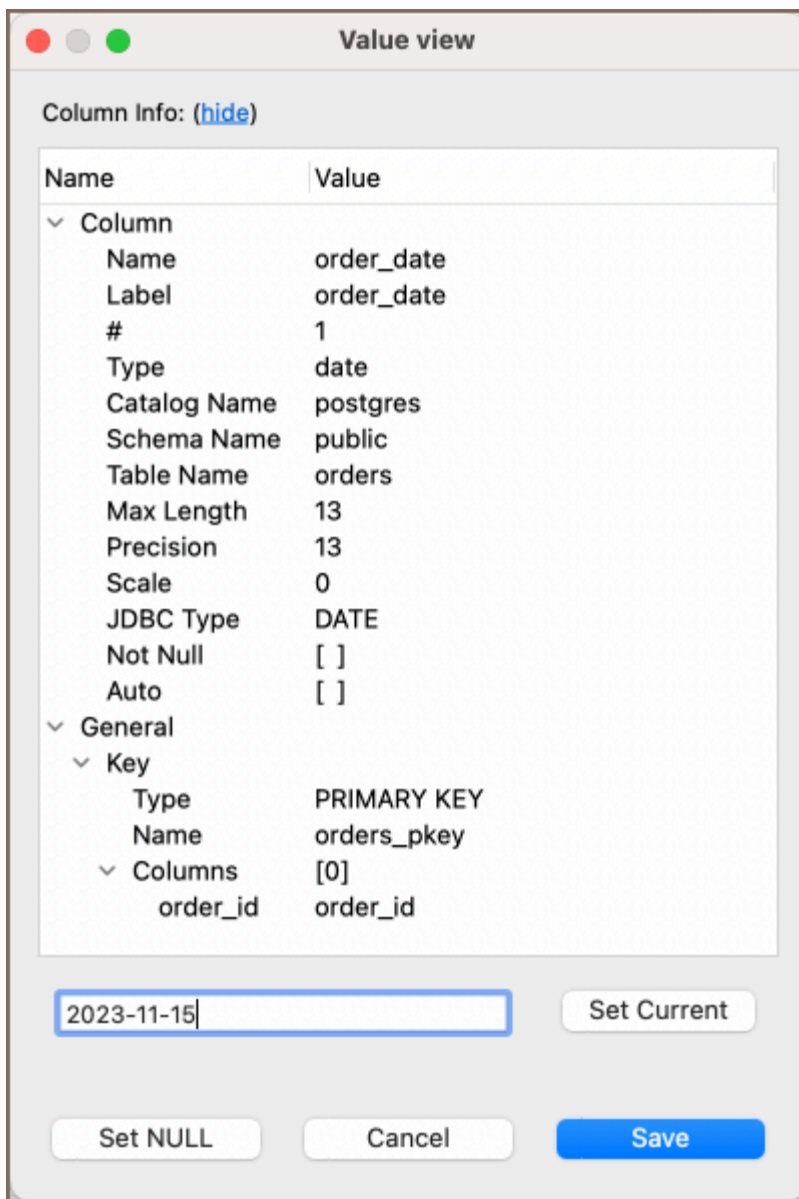 Value view
Column Info: (hide)
Name Value
Column
Name order_date
Label order_date
# 1
Type date
Catalog Name postgres
Schema Name public
Table Name orders
Max Length 13
Precision 13
Scale 0
JDBC Type DATE
Not Null [ ]
Auto [ ]
General
Key
Type PRIMARY KEY
Name orders_pkey
Columns [0]
order_id order_id
2023-11-15 Set Current
Set NULL Cancel Save